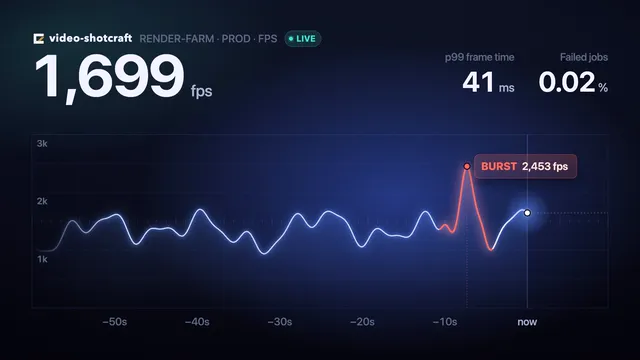 video-shotcraft RENDER-FARM · PROD · FPS LIVE
1,699 fps
p99 frame time
41 ms
Failed jobs
0.02 %
3k
2k
1k
BURST 2,453 fps
−50s −40s −30s −20s −10s now